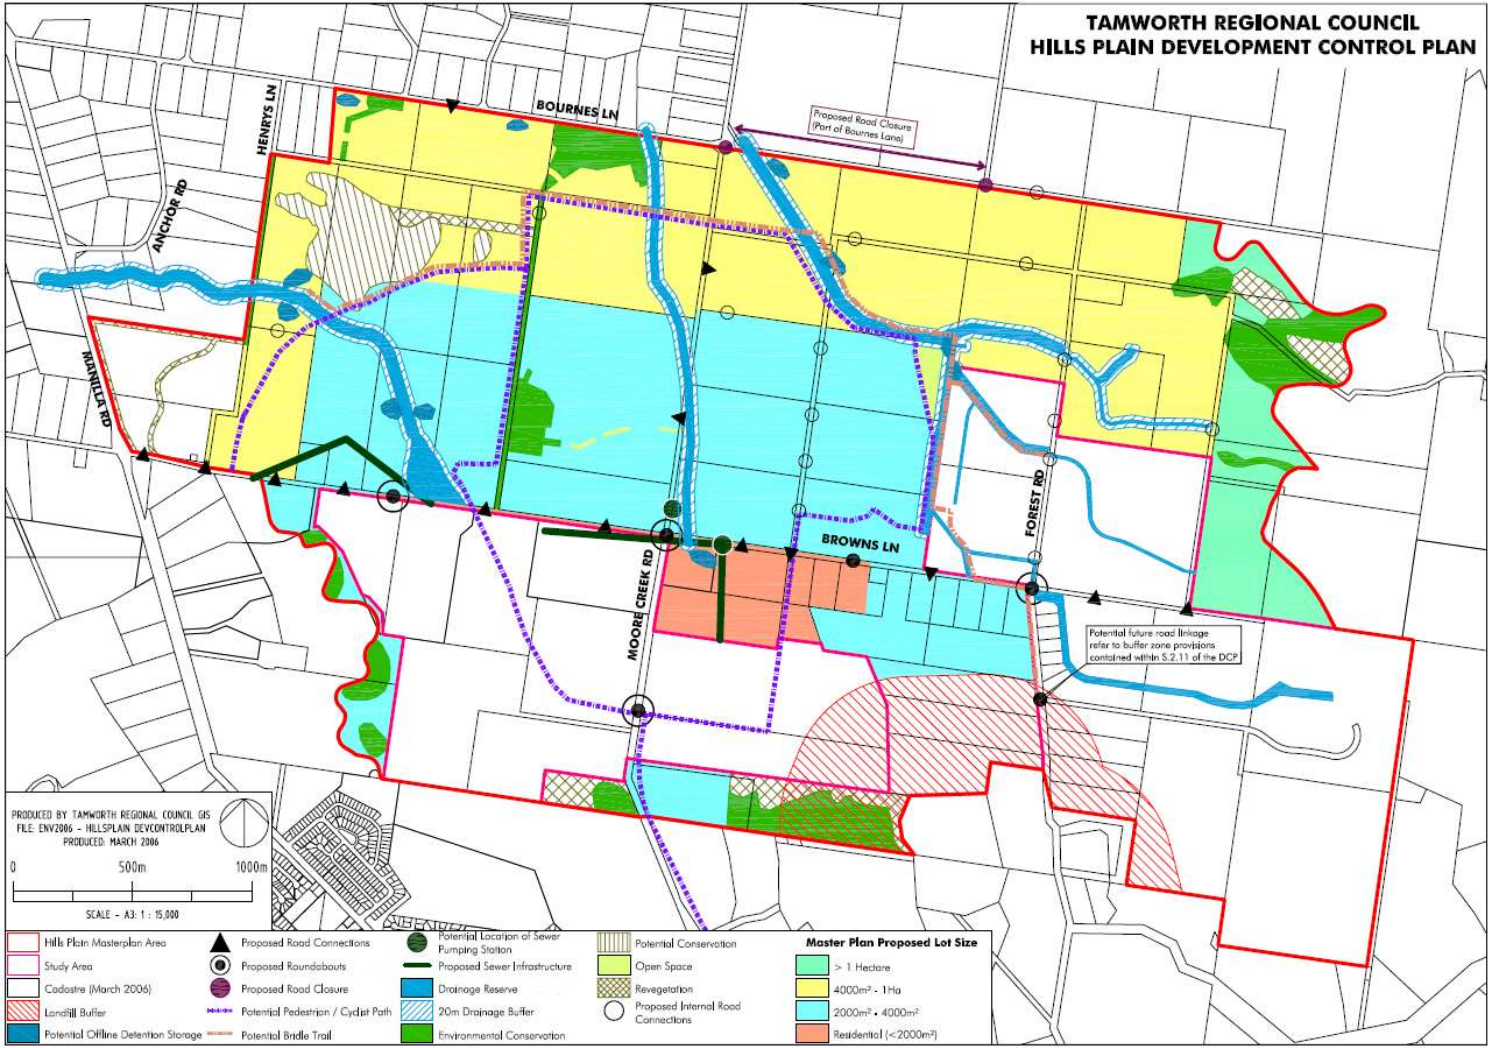 TAMWORTH REGIONAL COUNCIL
HILLS PLAIN DEVELOPMENT CONTROL PLAN
BOURNES LN
HENRYS LN
Proposed Road Closure
(Part of Bournes Lane)
ANCHOR RD
MANILLA RD
FOREST RD
BROWNS LN
MOORE CREEK RD
Potential future road linkage
refer to buffer zone provisions
contained within S.2.11 of the DCP
PRODUCED BY TAMWORTH REGIONAL COUNCIL GIS
FILE: ENV2006 - HILLSPLAIN DEVCONTROLPLAN
PRODUCED: MARCH 2006
0 500m 1000m
SCALE - A3: 1 : 15,000
Hills Plain Masterplan Area
Study Area
Cadastre (March 2006)
Landfill Buffer
Potential Offline Detention Storage
Proposed Road Connections
Proposed Roundabouts
Proposed Road Closure
Potential Pedestrian / Cyclist Path
Potential Bridle Trail
Potential Location of Sewer
Pumping Station
Proposed Sewer Infrastructure
Drainage Reserve
20m Drainage Buffer
Environmental Conservation
Potential Conservation
Open Space
Revegetation
Proposed Internal Road
Connections
Master Plan Proposed Lot Size
> 1 Hectare
4000m² - 1Ha
2000m² - 4000m²
Residential (<2000m²)